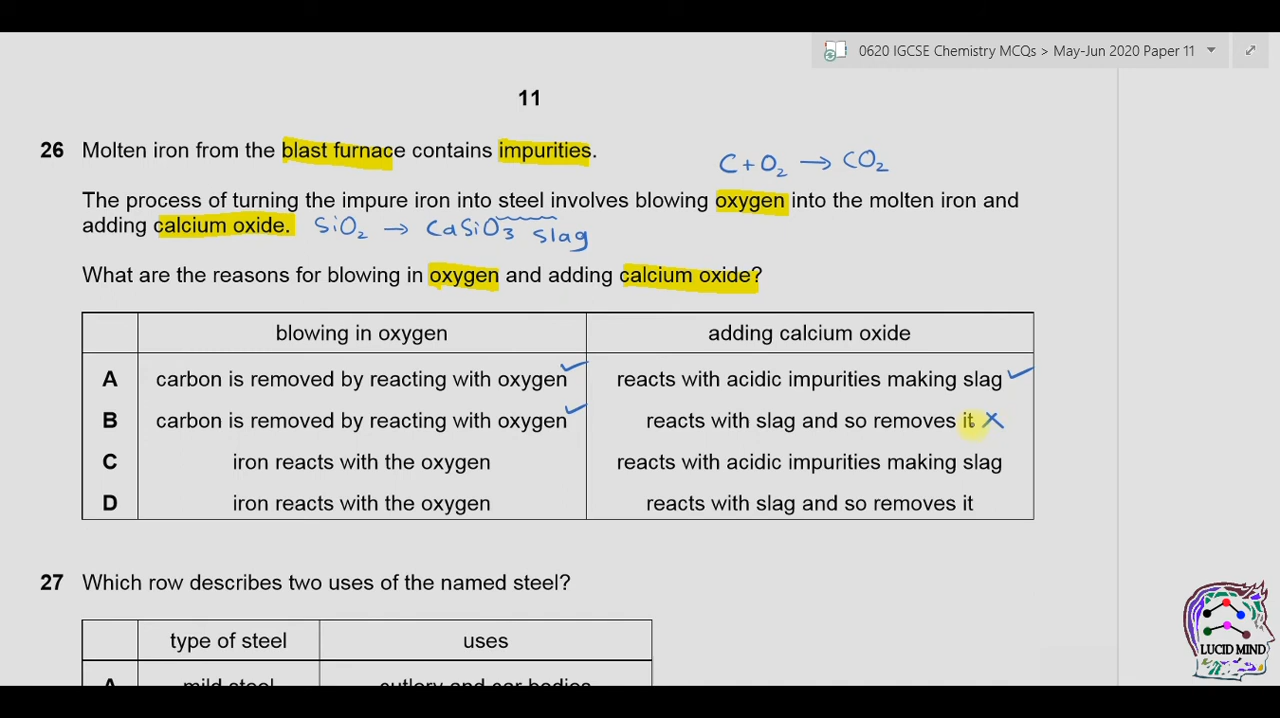 0620 IGCSE Chemistry MCQs > May-Jun 2020 Paper 11
11
26 Molten iron from the blast furnace contains impurities.
C + O₂ → CO₂
The process of turning the impure iron into steel involves blowing oxygen into the molten iron and
adding calcium oxide. SiO₂ → CaSiO₃ slag
What are the reasons for blowing in oxygen and adding calcium oxide?
blowing in oxygen adding calcium oxide
A carbon is removed by reacting with oxygen ✓ reacts with acidic impurities making slag ✓
B carbon is removed by reacting with oxygen ✓ reacts with slag and so removes it ✗
C iron reacts with the oxygen reacts with acidic impurities making slag
D iron reacts with the oxygen reacts with slag and so removes it
27 Which row describes two uses of the named steel?
type of steel uses
A mild steel cutlery and car bodies
LUCID MIND